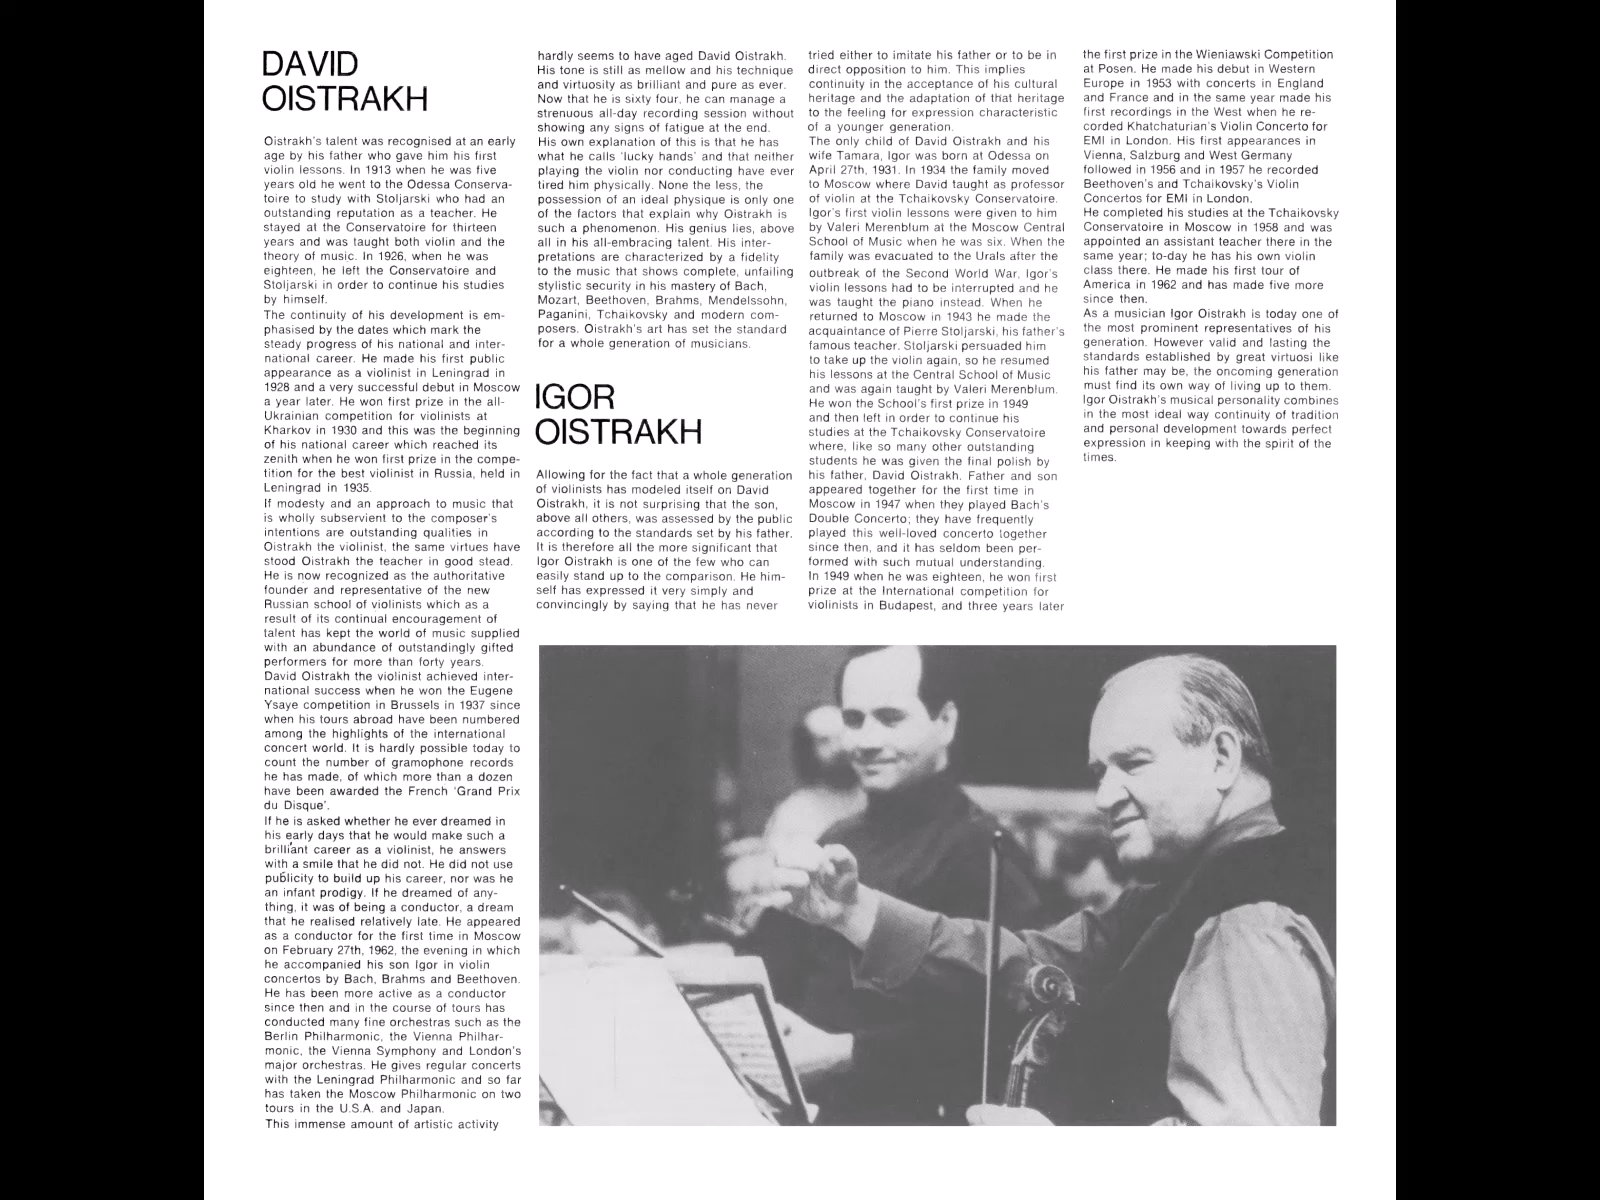 DAVID
OISTRAKH
Oistrakh's talent was recognised at an early
age by his father who gave him his first
violin lessons. In 1913 when he was five
years old he went to the Odessa Conserva-
toire to study with Stoljarski who had an
outstanding reputation as a teacher. He
stayed at the Conservatoire for thirteen
years and was taught both violin and the
theory of music. In 1926, when he was
eighteen, he left the Conservatoire and
Stoljarski in order to continue his studies
by himself.
The continuity of his development is em-
phasised by the dates which mark the
steady progress of his national and inter-
national career. He made his first public
appearance as a violinist in Leningrad in
1928 and a very successful debut in Moscow
a year later. He won first prize in the all-
Ukrainian competition for violinists at
Kharkov in 1930 and this was the beginning
of his national career which reached its
zenith when he won first prize in the compe-
tition for the best violinist in Russia, held in
Leningrad in 1935.
If modesty and an approach to music that
is wholly subservient to the composer's
intentions are outstanding qualities in
Oistrakh the violinist, the same virtues have
stood Oistrakh the teacher in good stead.
He is now recognized as the authoritative
founder and representative of the new
Russian school of violinists which as a
result of its continual encouragement of
talent has kept the world of music supplied
with an abundance of outstandingly gifted
performers for more than forty years.
David Oistrakh the violinist achieved inter-
national success when he won the Eugene
Ysaye competition in Brussels in 1937 since
when his tours abroad have been numbered
among the highlights of the international
concert world. It is hardly possible today to
count the number of gramophone records
he has made, of which more than a dozen
have been awarded the French 'Grand Prix
du Disque'.
If he is asked whether he ever dreamed in
his early days that he would make such a
brilliant career as a violinist, he answers
with a smile that he did not. He did not use
publicity to build up his career, nor was he
an infant prodigy. If he dreamed of any-
thing, it was of being a conductor, a dream
that he realised relatively late. He appeared
as a conductor for the first time in Moscow
on February 27th, 1962, the evening in which
he accompanied his son Igor in violin
concertos by Bach, Brahms and Beethoven.
He has been more active as a conductor
since then and in the course of tours has
conducted many fine orchestras such as the
Berlin Philharmonic, the Vienna Philhar-
monic, the Vienna Symphony and London's
major orchestras. He gives regular concerts
with the Leningrad Philharmonic and so far
has taken the Moscow Philharmonic on two
tours in the U.S.A. and Japan.
This immense amount of artistic activity
hardly seems to have aged David Oistrakh.
His tone is still as mellow and his technique
and virtuosity as brilliant and pure as ever.
Now that he is sixty four, he can manage a
strenuous all-day recording session without
showing any signs of fatigue at the end.
His own explanation of this is that he has
what he calls 'lucky hands' and that neither
playing the violin nor conducting have ever
tired him physically. None the less, the
possession of an ideal physique is only one
of the factors that explain why Oistrakh is
such a phenomenon. His genius lies, above
all in his all-embracing talent. His inter-
pretations are characterized by a fidelity
to the music that shows complete, unfailing
stylistic security in his mastery of Bach,
Mozart, Beethoven, Brahms, Mendelssohn,
Paganini, Tchaikovsky and modern com-
posers. Oistrakh's art has set the standard
for a whole generation of musicians.
IGOR
OISTRAKH
Allowing for the fact that a whole generation
of violinists has modeled itself on David
Oistrakh, it is not surprising that the son,
above all others, was assessed by the public
according to the standards set by his father.
It is therefore all the more significant that
Igor Oistrakh is one of the few who can
easily stand up to the comparison. He him-
self has expressed it very simply and
convincingly by saying that he has never
tried either to imitate his father or to be in
direct opposition to him. This implies
continuity in the acceptance of his cultural
heritage and the adaptation of that heritage
to the feeling for expression characteristic
of a younger generation.
The only child of David Oistrakh and his
wife Tamara, Igor was born at Odessa on
April 27th, 1931. In 1934 the family moved
to Moscow where David taught as professor
of violin at the Tchaikovsky Conservatoire.
Igor's first violin lessons were given to him
by Valeri Merenblum at the Moscow Central
School of Music when he was six. When the
family was evacuated to the Urals after the
outbreak of the Second World War, Igor's
violin lessons had to be interrupted and he
was taught the piano instead. When he
returned to Moscow in 1943 he made the
acquaintance of Pierre Stoljarski, his father's
famous teacher. Stoljarski persuaded him
to take up the violin again, so he resumed
his lessons at the Central School of Music
and was again taught by Valeri Merenblum.
He won the School's first prize in 1949
and then left in order to continue his
studies at the Tchaikovsky Conservatoire
where, like so many other outstanding
students he was given the final polish by
his father, David Oistrakh. Father and son
appeared together for the first time in
Moscow in 1947 when they played Bach's
Double Concerto; they have frequently
played this well-loved concerto together
since then, and it has seldom been per-
formed with such mutual understanding.
In 1949 when he was eighteen, he won first
prize at the International competition for
violinists in Budapest, and three years later
the first prize in the Wieniawski Competition
at Posen. He made his debut in Western
Europe in 1953 with concerts in England
and France and in the same year made his
first recordings in the West when he re-
corded Khatchaturian's Violin Concerto for
EMI in London. His first appearances in
Vienna, Salzburg and West Germany
followed in 1956 and in 1957 he recorded
Beethoven's and Tchaikovsky's Violin
Concertos for EMI in London.
He completed his studies at the Tchaikovsky
Conservatoire in Moscow in 1958 and was
appointed an assistant teacher there in the
same year; to-day he has his own violin
class there. He made his first tour of
America in 1962 and has made five more
since then.
As a musician Igor Oistrakh is today one of
the most prominent representatives of his
generation. However valid and lasting the
standards established by great virtuosi like
his father may be, the oncoming generation
must find its own way of living up to them.
Igor Oistrakh's musical personality combines
in the most ideal way continuity of tradition
and personal development towards perfect
expression in keeping with the spirit of the
times.